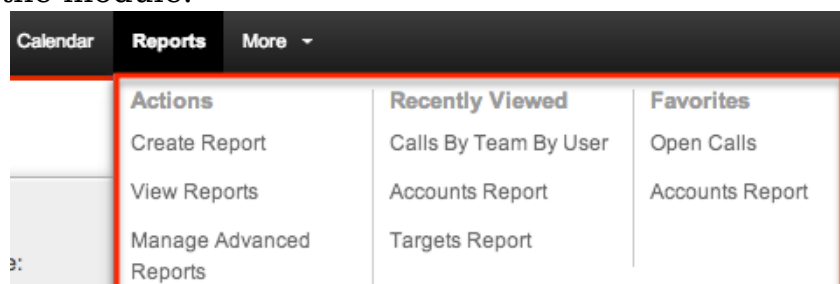 the module.
Calendar Reports More
Actions Recently Viewed Favorites
Create Report Calls By Team By User Open Calls
View Reports Accounts Report Accounts Report
Manage Advanced Targets Report
Reports
e: